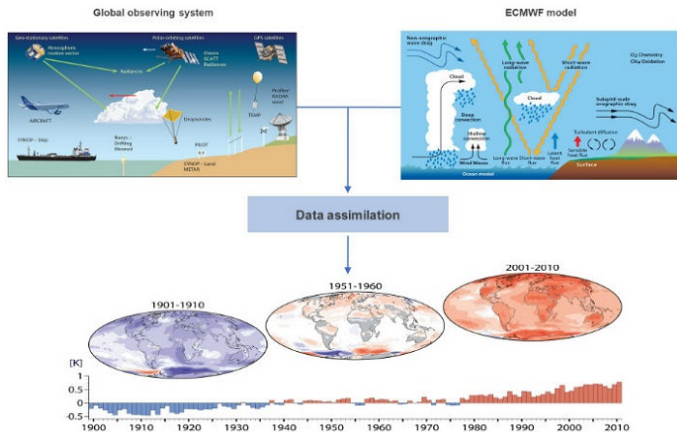 Global observing system
ECMWF model
Geo-stationary satellites
Polar-orbiting satellites
GPS satellites
Atmospheric
motion vector
Ozone
SCATT
Radiances
Radiances
AIRCRAFT
Dropsondes
TEMP
Profiler
RADAR
wind
SYNOP - Ship
Buoys -
Drifting
Moored
PILOT
SYNOP - Land
METAR
Non-orographic
wave drag
Long-wave
radiation
Short-wave
radiation
O₃ Chemistry
CH₄ Oxidation
Cloud
Cloud
Deep
convection
Shallow
convection
Subgrid-scale
orographic drag
Turbulent diffusion
Wind Waves
Long-wave
flux
Short-wave
flux
Latent
heat
flux
Sensible
heat flux
Surface
Ocean model
Data assimilation
1901-1910
1951-1960
2001-2010
[K]
0.5
0
-0.5
1900 1910 1920 1930 1940 1950 1960 1970 1980 1990 2000 2010